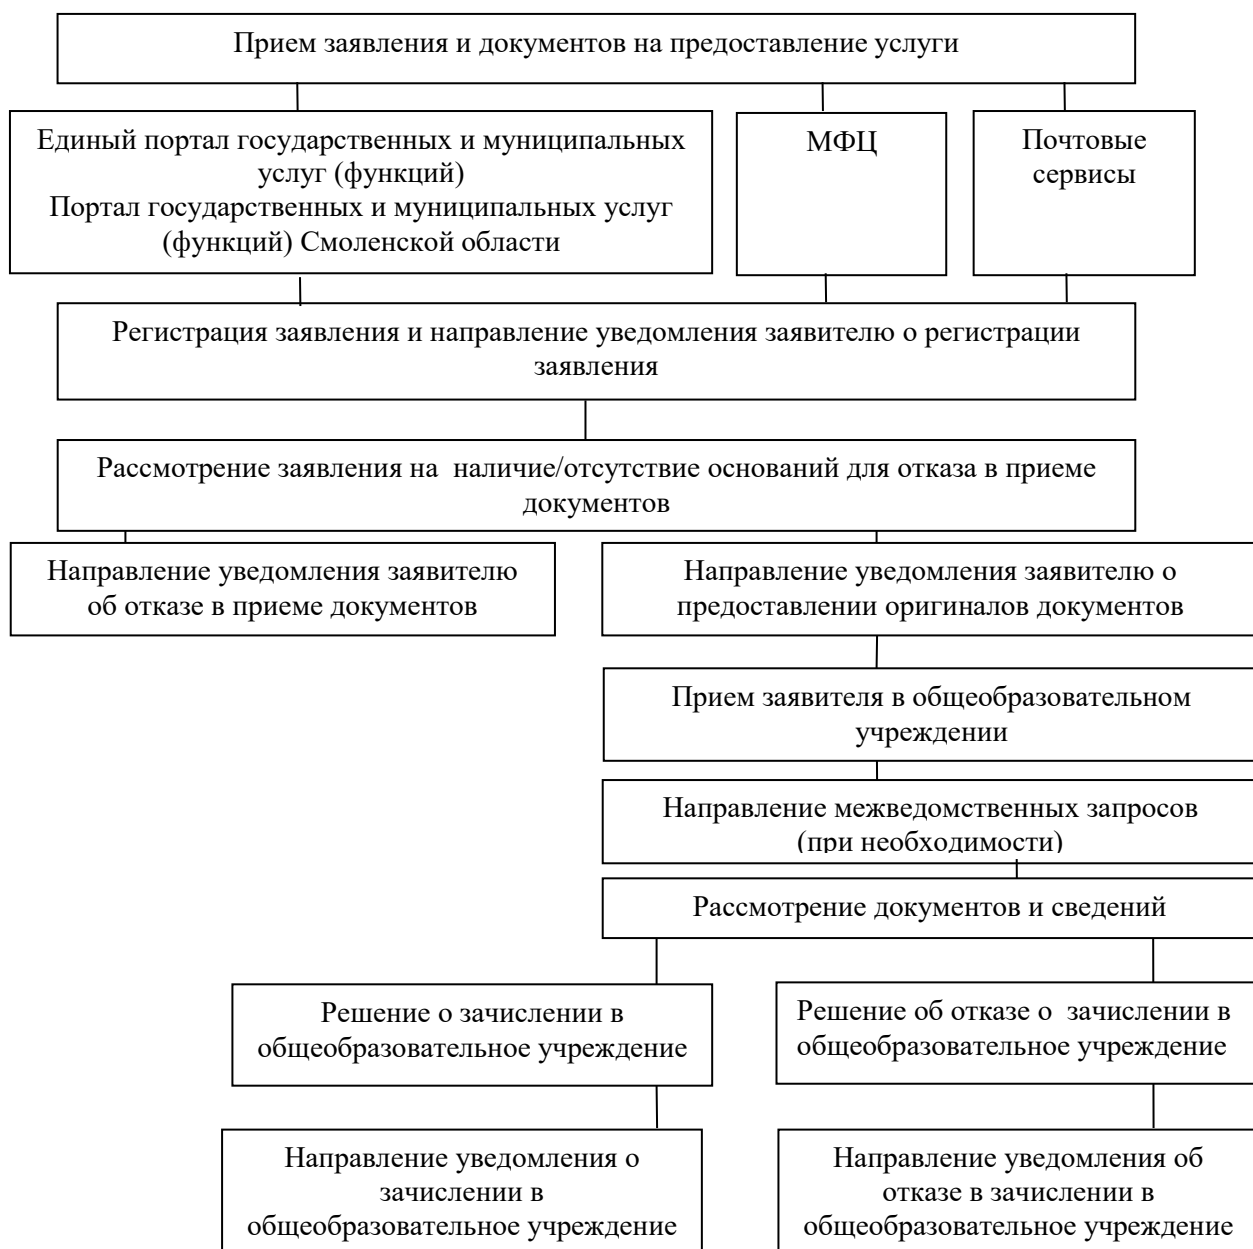 Прием заявления и документов на предоставление услуги
Единый портал государственных и муниципальных
услуг (функций)
Портал государственных и муниципальных услуг
(функций) Смоленской области
МФЦ
Почтовые
сервисы
Регистрация заявления и направление уведомления заявителю о регистрации
заявления
Рассмотрение заявления на  наличие/отсутствие оснований для отказа в приеме
документов
Направление уведомления заявителю
об отказе в приеме документов
Направление уведомления заявителю о
предоставлении оригиналов документов
Прием заявителя в общеобразовательном
учреждении
Направление межведомственных запросов
(при необходимости)
Рассмотрение документов и сведений
Решение о зачислении в
общеобразовательное учреждение
Решение об отказе о  зачислении в
общеобразовательное учреждение
Направление уведомления о
зачислении в
общеобразовательное учреждение
Направление уведомления об
отказе в зачислении в
общеобразовательное учреждение